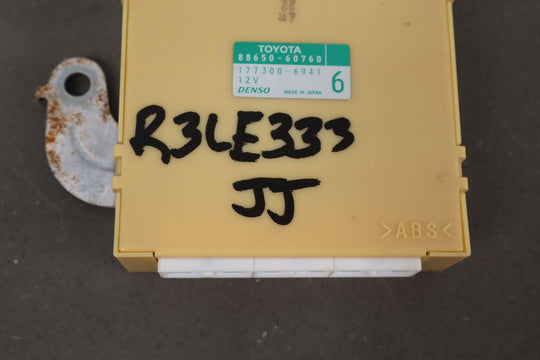 TOYOTA
88650-60760
177300-6941
12V
6
DENSO MADE IN JAPAN
R3LE333
JJ
>ABS<